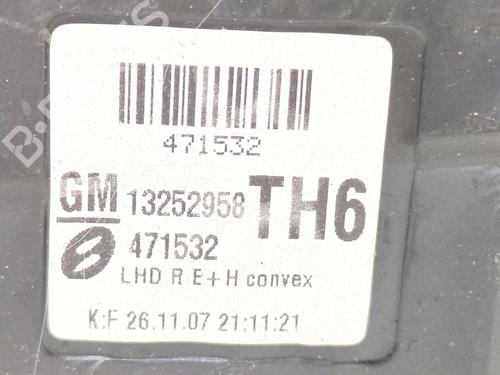 471532
GM 13252958 TH6
471532
LHD R E+H convex
K:F 26.11.07 21:11:21